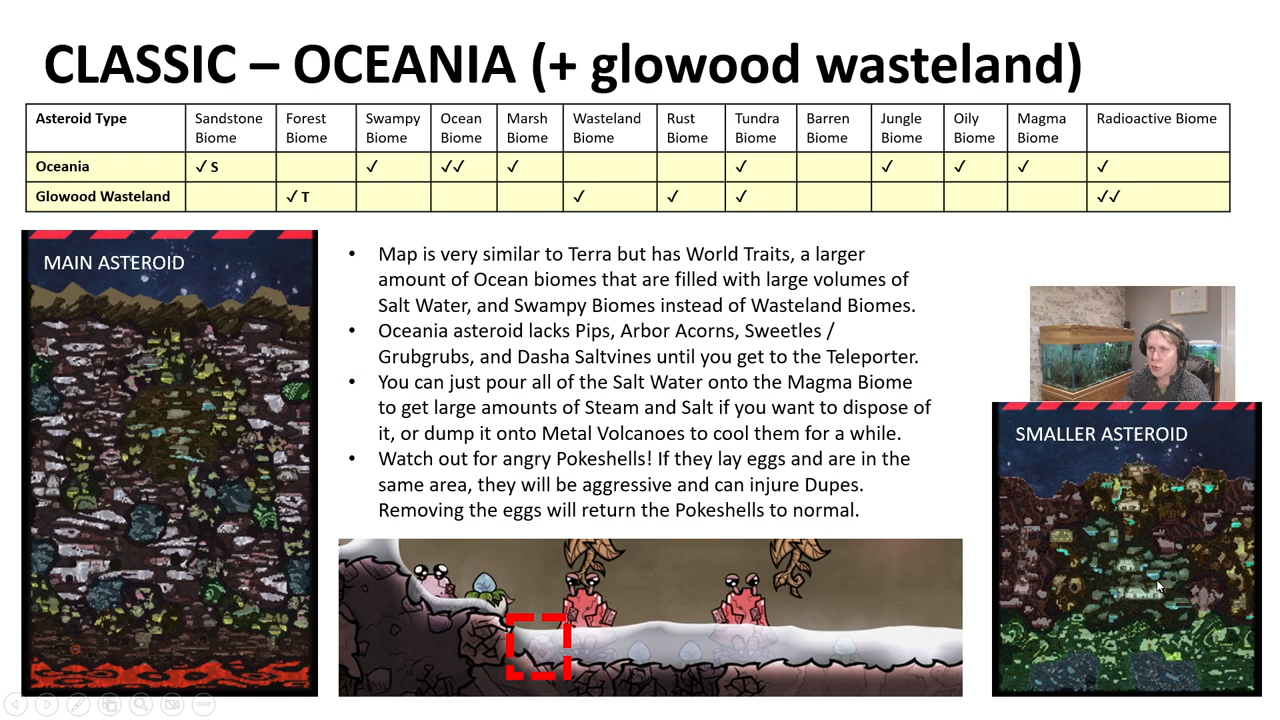 CLASSIC – OCEANIA (+ glowood wasteland)
Asteroid Type Sandstone Biome Forest Biome Swampy Biome Ocean Biome Marsh Biome Wasteland Biome Rust Biome Tundra Biome Barren Biome Jungle Biome Oily Biome Magma Biome Radioactive Biome
Oceania ✓ S ✓ ✓✓ ✓ ✓ ✓ ✓ ✓ ✓
Glowood Wasteland ✓ T ✓ ✓ ✓ ✓✓
MAIN ASTEROID
• Map is very similar to Terra but has World Traits, a larger
amount of Ocean biomes that are filled with large volumes of
Salt Water, and Swampy Biomes instead of Wasteland Biomes.
• Oceania asteroid lacks Pips, Arbor Acorns, Sweetles /
Grubgrubs, and Dasha Saltvines until you get to the Teleporter.
• You can just pour all of the Salt Water onto the Magma Biome
to get large amounts of Steam and Salt if you want to dispose of
it, or dump it onto Metal Volcanoes to cool them for a while.
• Watch out for angry Pokeshells! If they lay eggs and are in the
same area, they will be aggressive and can injure Dupes.
Removing the eggs will return the Pokeshells to normal.
SMALLER ASTEROID